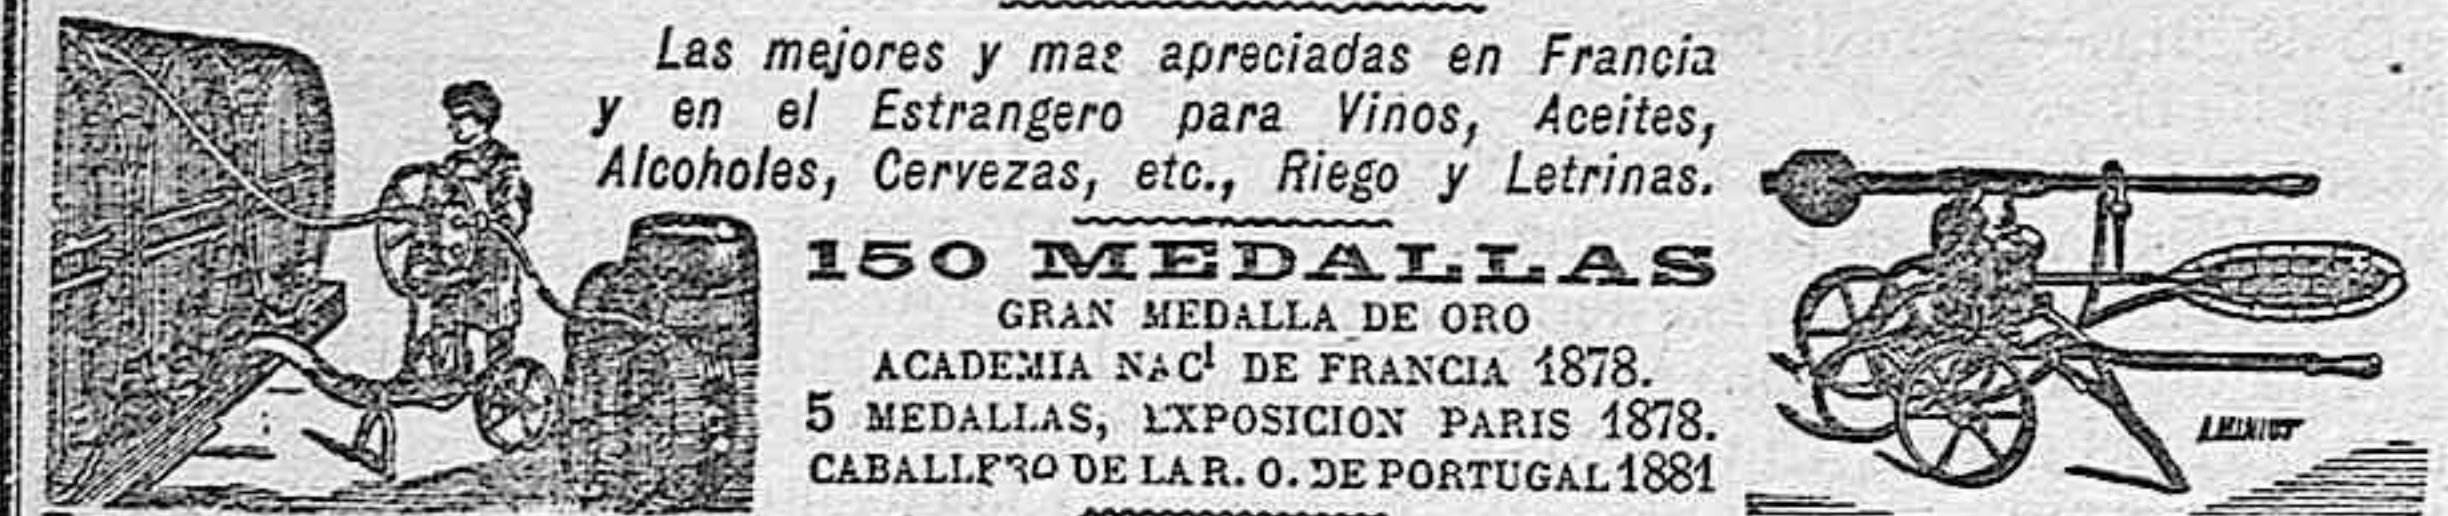 Las mejores y mas apreciadas en Francia
y en el Estrangero para Vinos, Aceites,
Alcoholes, Cervezas, etc., Riego y Letrinas.
150 MEDALLAS
GRAN MEDALLA DE ORO
ACADEMIA NACl DE FRANCIA 1878.
5 MEDALLAS, EXPOSICION PARIS 1878.
CABALLERO DE LA R. O. DE PORTUGAL 1881